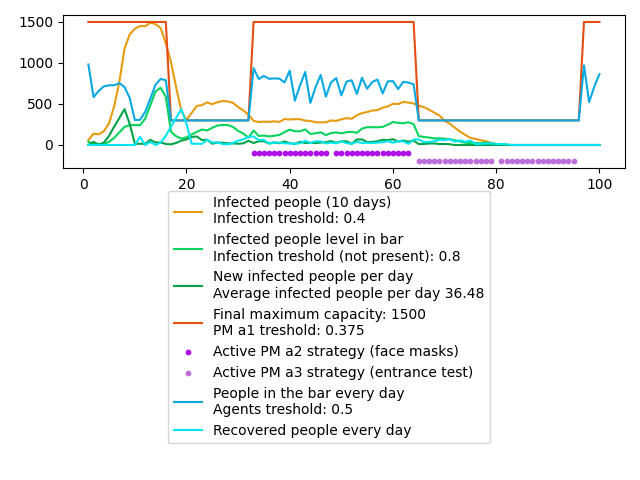 1500
1000
500
0
0
20
40
60
80
100
Infected people (10 days)
Infection treshold: 0.4
Infected people level in bar
Infection treshold (not present): 0.8
New infected people per day
Average infected people per day 36.48
Final maximum capacity: 1500
PM a1 treshold: 0.375
Active PM a2 strategy (face masks)
Active PM a3 strategy (entrance test)
People in the bar every day
Agents treshold: 0.5
Recovered people every day